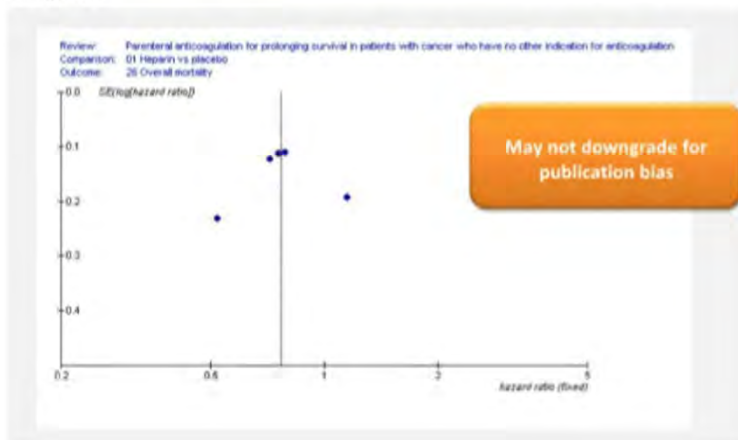 Review: Parenteral anticoagulation for prolonging survival in patients with cancer who have no other indication for anticoagulation
Comparison: 01 Heparin vs placebo
Outcome: 26 Overall mortality
0.0 SE(log[hazard ratio])
0.1
May not downgrade for
publication bias
0.2
0.3
0.4
0.2 0.5 1 2 5
hazard ratio (fixed)